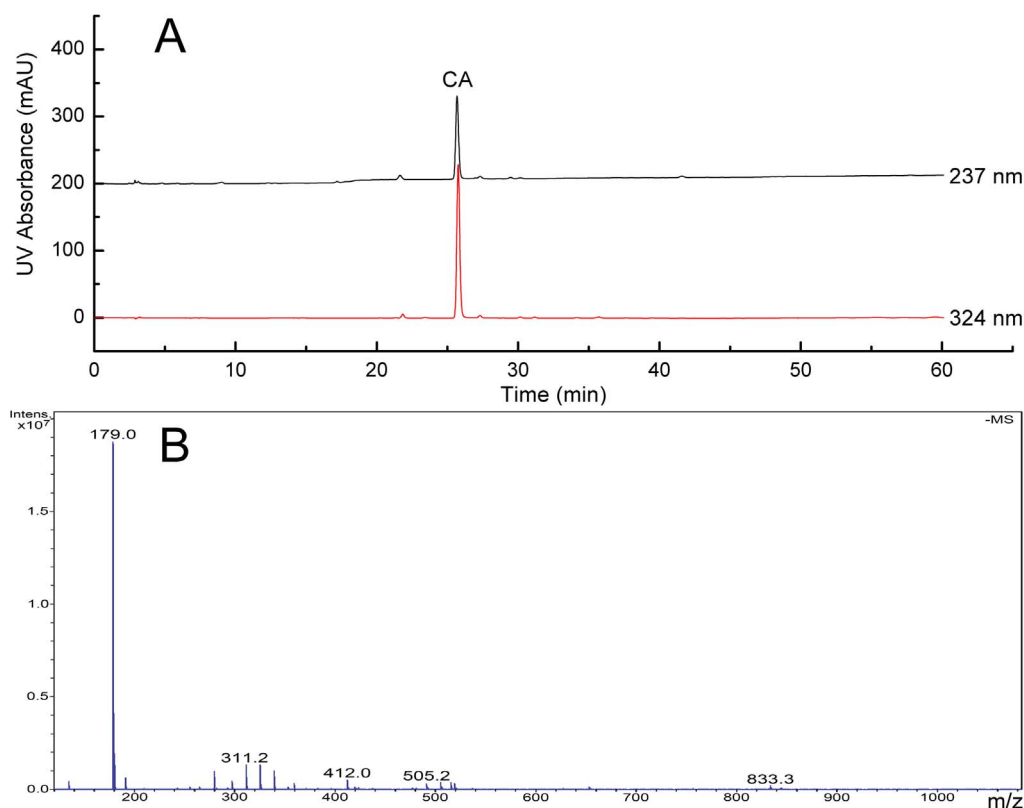 A
400
300
200
100
0
UV Absorbance (mAU)
CA
237 nm
324 nm
0 10 20 30 40 50 60
Time (min)
Intens.
x10⁷
-MS
B
179.0
1.5
1.0
0.5
0.0
311.2
412.0
505.2
833.3
200 300 400 500 600 700 800 900 1000
m/z